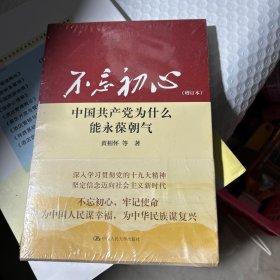 不忘初心
(修订本)
中国共产党为什么
能永葆朝气
黄相怀 等 著
深入学习贯彻党的十九大精神
坚定信念迈向社会主义新时代
不忘初心，牢记使命
为中国人民谋幸福，为中华民族谋复兴
中国人民大学出版社